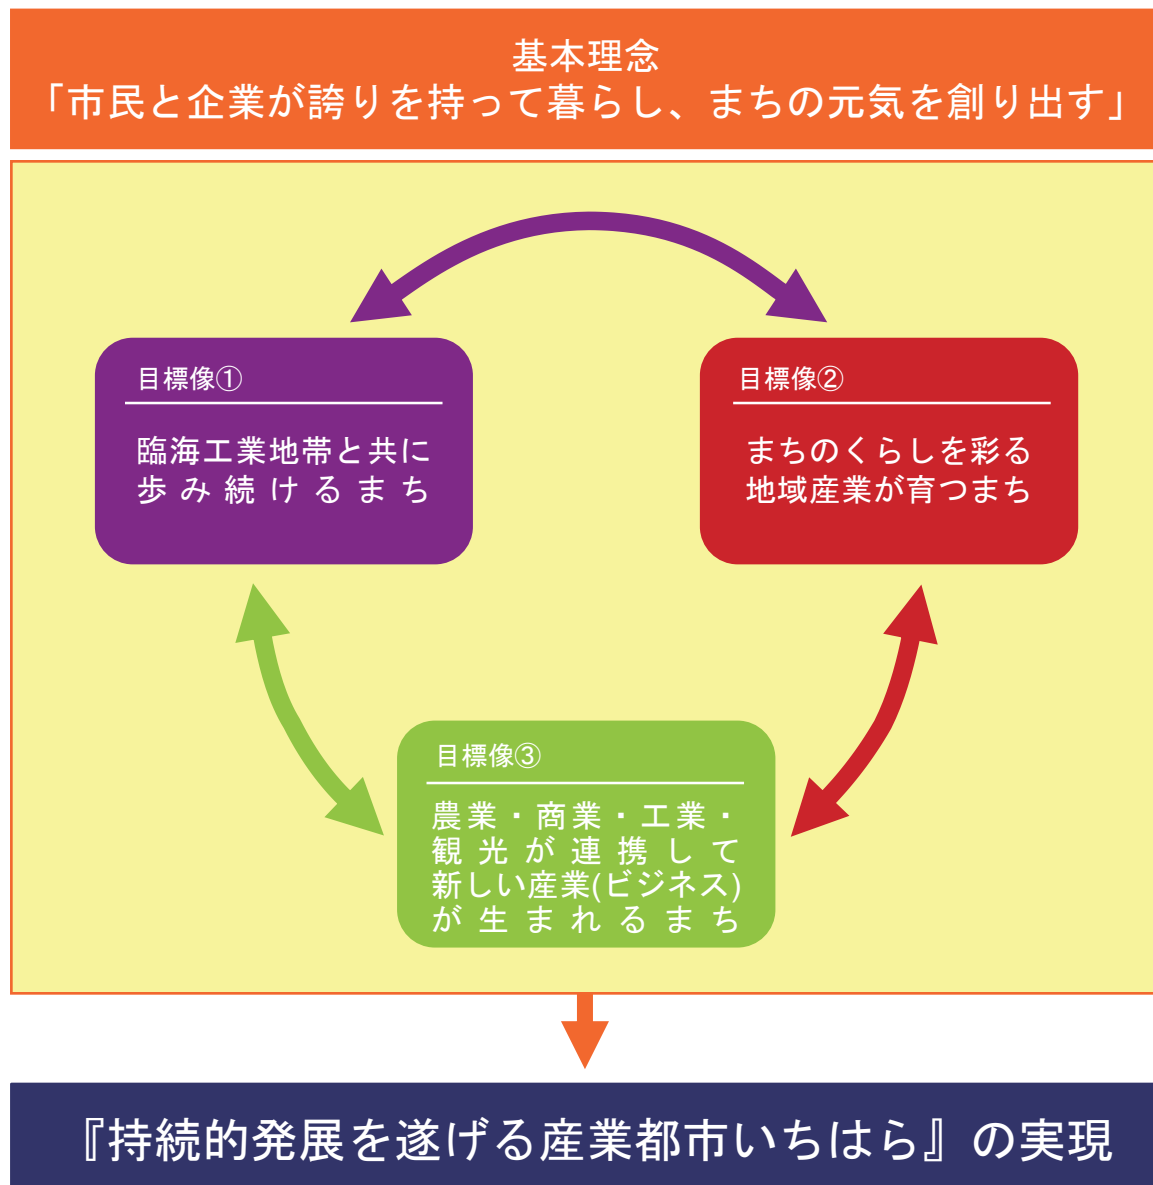 基本理念
「市民と企業が誇りを持って暮らし、まちの元気を創り出す」
目標像①
臨海工業地帯と共に
歩み続けるまち
目標像②
まちのくらしを彩る
地域産業が育つまち
目標像③
農業・商業・工業・
観光が連携して
新しい産業(ビジネス)
が生まれるまち
『持続的発展を遂げる産業都市いちはら』の実現